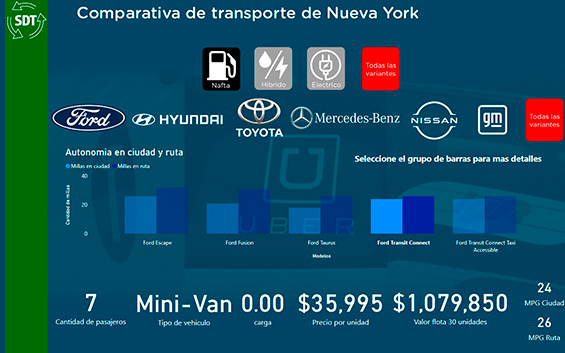 SDT
Comparativa de transporte de Nueva York
Nafta
Hibrido
Electrico
Todas las
variantes
Ford
HYUNDAI
TOYOTA
Mercedes-Benz
NISSAN
gm
Todas las
variantes
Autonomia en ciudad y ruta
Millas en ciudad Millas en ruta
Seleccione el grupo de barras para mas detalles
Cantidad de millas
40
20
0
UBER
Ford Escape
Ford Fusion
Ford Taurus
Ford Transit Connect
Ford Transit Connect Taxi
Accessible
Modelos
7
Cantidad de pasajeros
Mini-Van
Tipo de vehiculo
0.00
carga
$35,995
Precio por unidad
$1,079,850
Valor flota 30 unidades
24
MPG Ciudad
26
MPG Ruta